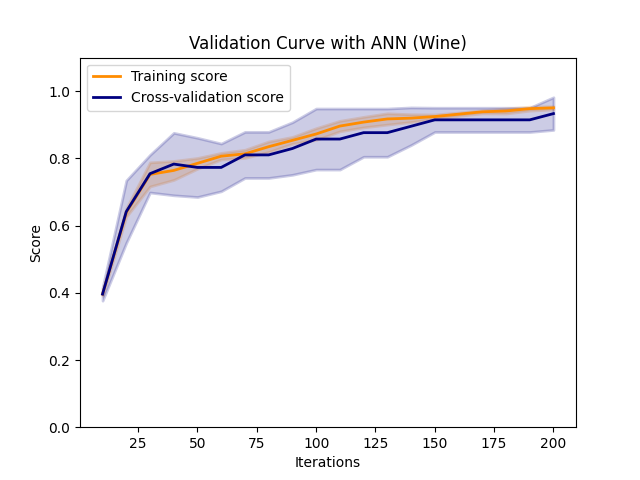 Validation Curve with ANN (Wine)
Training score
Cross-validation score
1.0
0.8
0.6
0.4
0.2
0.0
Score
25 50 75 100 125 150 175 200
Iterations